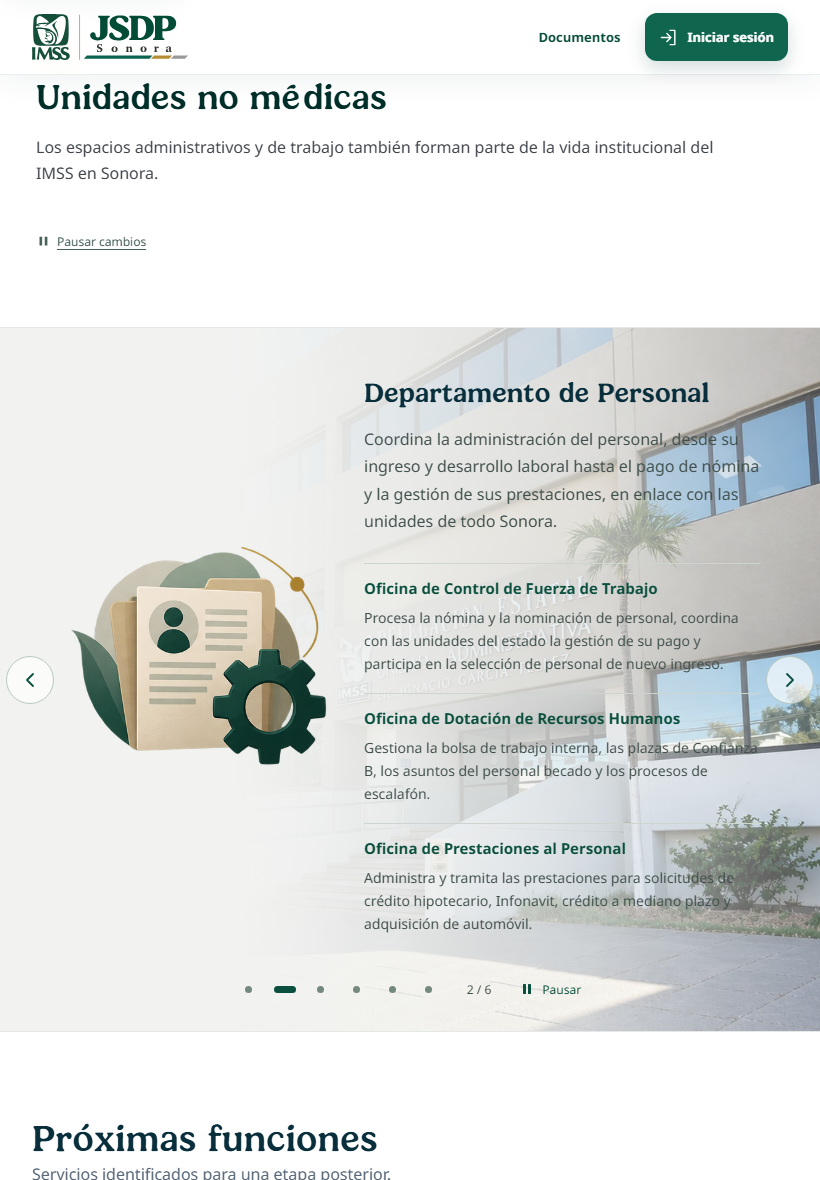 IMSS
JSDP
Sonora
Documentos
Iniciar sesión
Unidades no médicas
Los espacios administrativos y de trabajo también forman parte de la vida institucional del
IMSS en Sonora.
Pausar cambios
Departamento de Personal
Coordina la administración del personal, desde su
ingreso y desarrollo laboral hasta el pago de nómina
y la gestión de sus prestaciones, en enlace con las
unidades de todo Sonora.
Oficina de Control de Fuerza de Trabajo
Procesa la nómina y la nominación de personal, coordina
con las unidades del estado la gestión de su pago y
participa en la selección de personal de nuevo ingreso.
Oficina de Dotación de Recursos Humanos
Gestiona la bolsa de trabajo interna, las plazas de Confianza
B, los asuntos del personal becado y los procesos de
escalafón.
Oficina de Prestaciones al Personal
Administra y tramita las prestaciones para solicitudes de
crédito hipotecario, Infonavit, crédito a mediano plazo y
adquisición de automóvil.
2 / 6
Pausar
Próximas funciones
Servicios identificados para una etapa posterior.